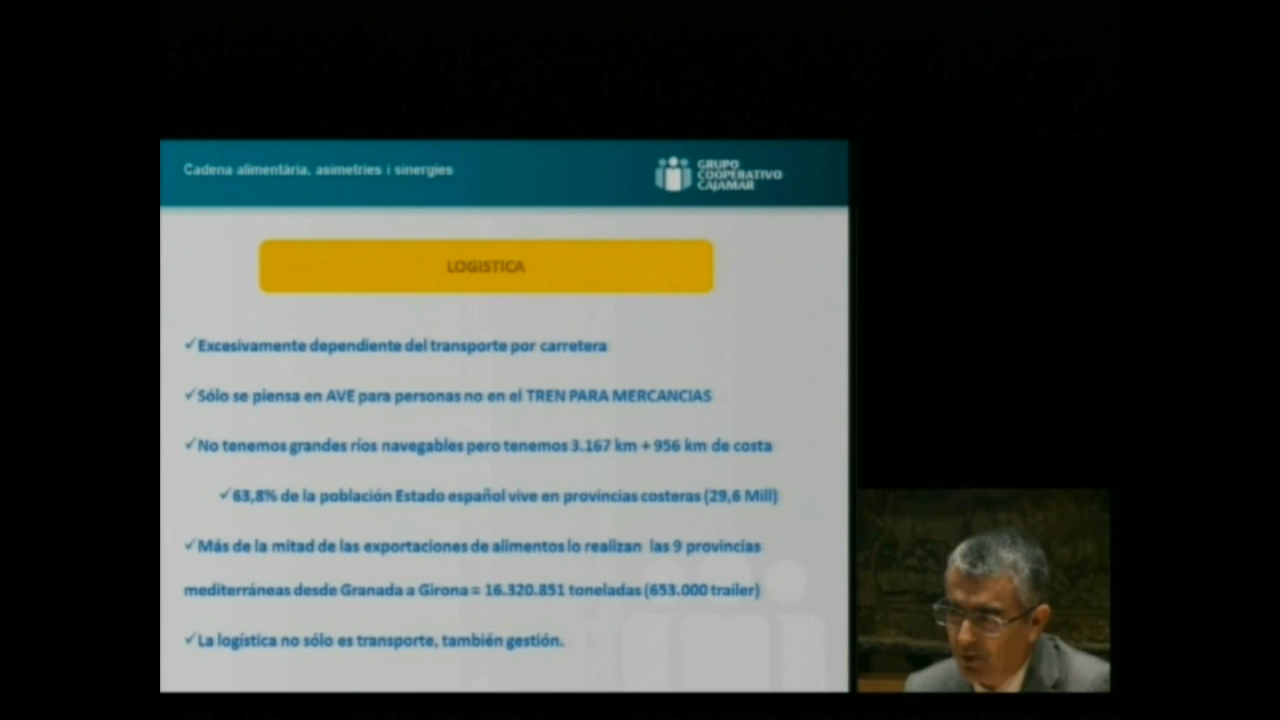 Cadena alimentària, asimetries i sinergies
GRUPO
COOPERATIVO
CAJAMAR
LOGISTICA
✓Excesivamente dependiente del transporte por carretera
✓Sólo se piensa en AVE para personas no en el TREN PARA MERCANCIAS
✓No tenemos grandes ríos navegables pero tenemos 3.167 km + 956 km de costa
✓63,8% de la población Estado español vive en provincias costeras (29,6 Mill)
✓Más de la mitad de las exportaciones de alimentos lo realizan las 9 provincias
mediterráneas desde Granada a Girona = 16.320.851 toneladas (653.000 trailer)
✓La logística no sólo es transporte, también gestión.